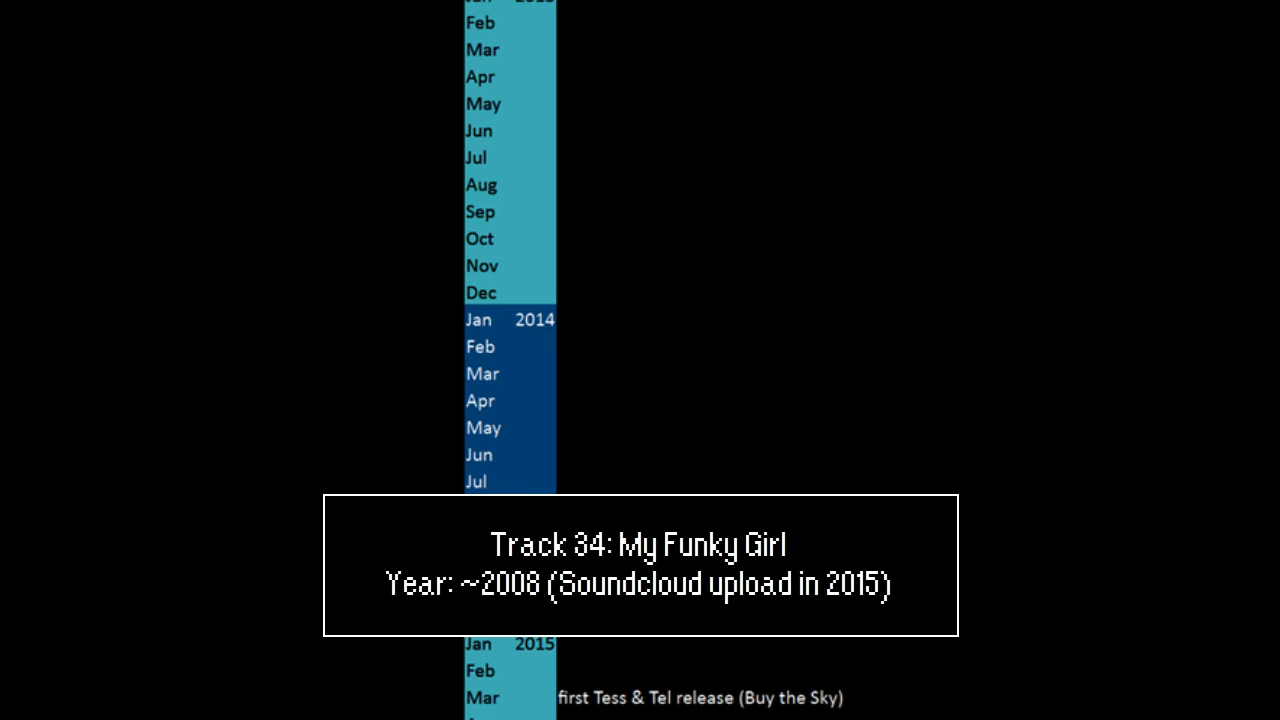 Jan 2013
Feb
Mar
Apr
May
Jun
Jul
Aug
Sep
Oct
Nov
Dec
Jan 2014
Feb
Mar
Apr
May
Jun
Jul
Track 34: My Funky Girl
Year: ~2008 (Soundcloud upload in 2015)
Jan 2015
Feb
Mar first Tess & Tel release (Buy the Sky)